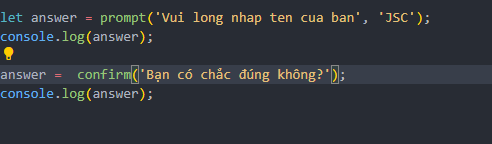 let answer = prompt('Vui long nhap ten cua ban', 'JSC');
console.log(answer);
answer =  confirm('Bạn có chắc đúng không?');
console.log(answer);